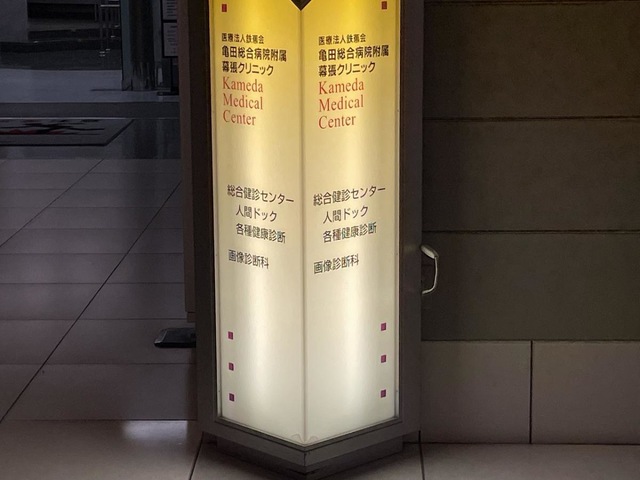 医療法人鉄蕉会
亀田総合病院附属
幕張クリニック
Kameda
Medical
Center
総合健診センター
人間ドック
各種健康診断
画像診断科
医療法人鉄蕉会
亀田総合病院附属
幕張クリニック
Kameda
Medical
Center
総合健診センター
人間ドック
各種健康診断
画像診断科